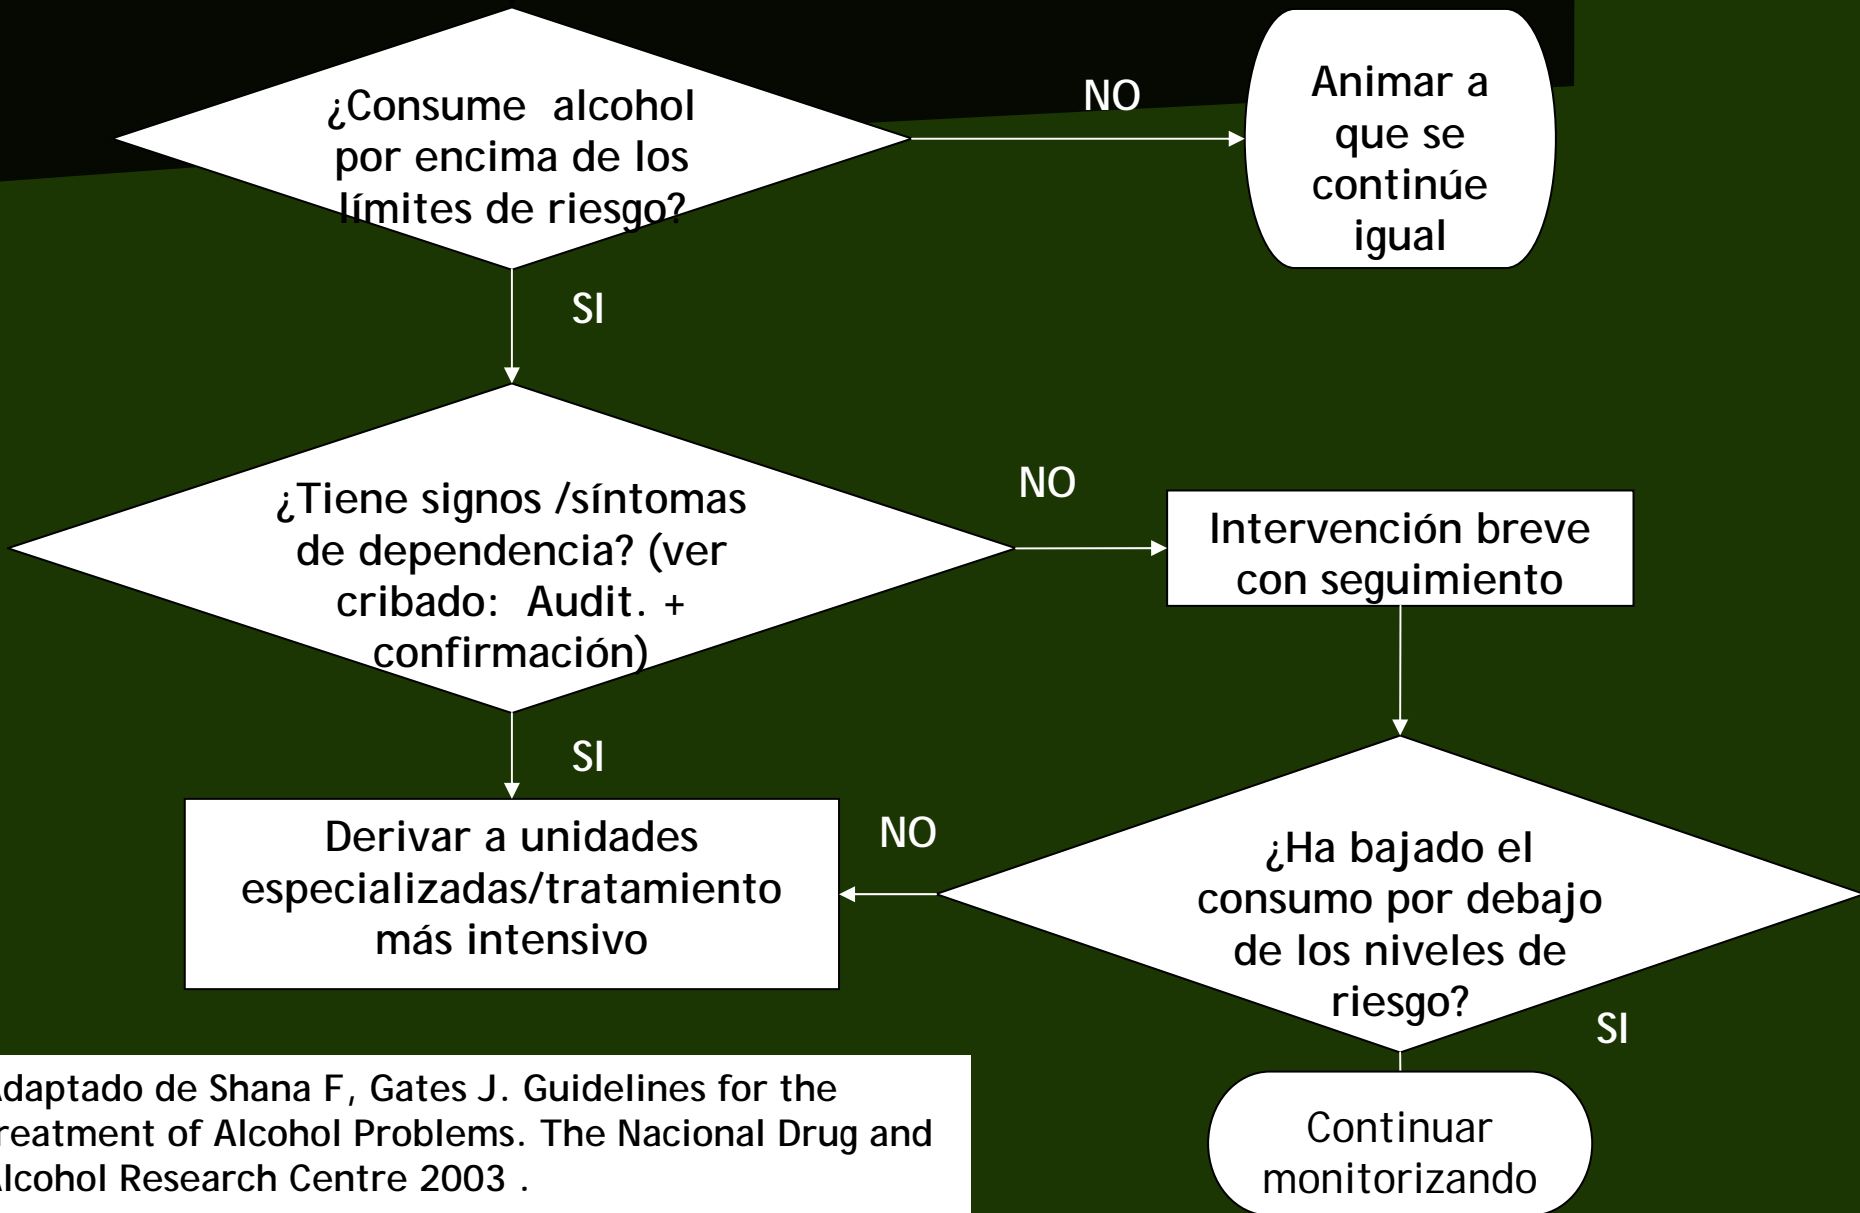 ¿Consume alcohol
por encima de los
límites de riesgo?
NO
Animar a
que se
continúe
igual
SI
¿Tiene signos /síntomas
de dependencia? (ver
cribado: Audit. +
confirmación)
NO
Intervención breve
con seguimiento
SI
Derivar a unidades
especializadas/tratamiento
más intensivo
NO
¿Ha bajado el
consumo por debajo
de los niveles de
riesgo?
SI
Continuar
monitorizando
daptado de Shana F, Gates J. Guidelines for the
reatment of Alcohol Problems. The Nacional Drug and
lcohol Research Centre 2003 .